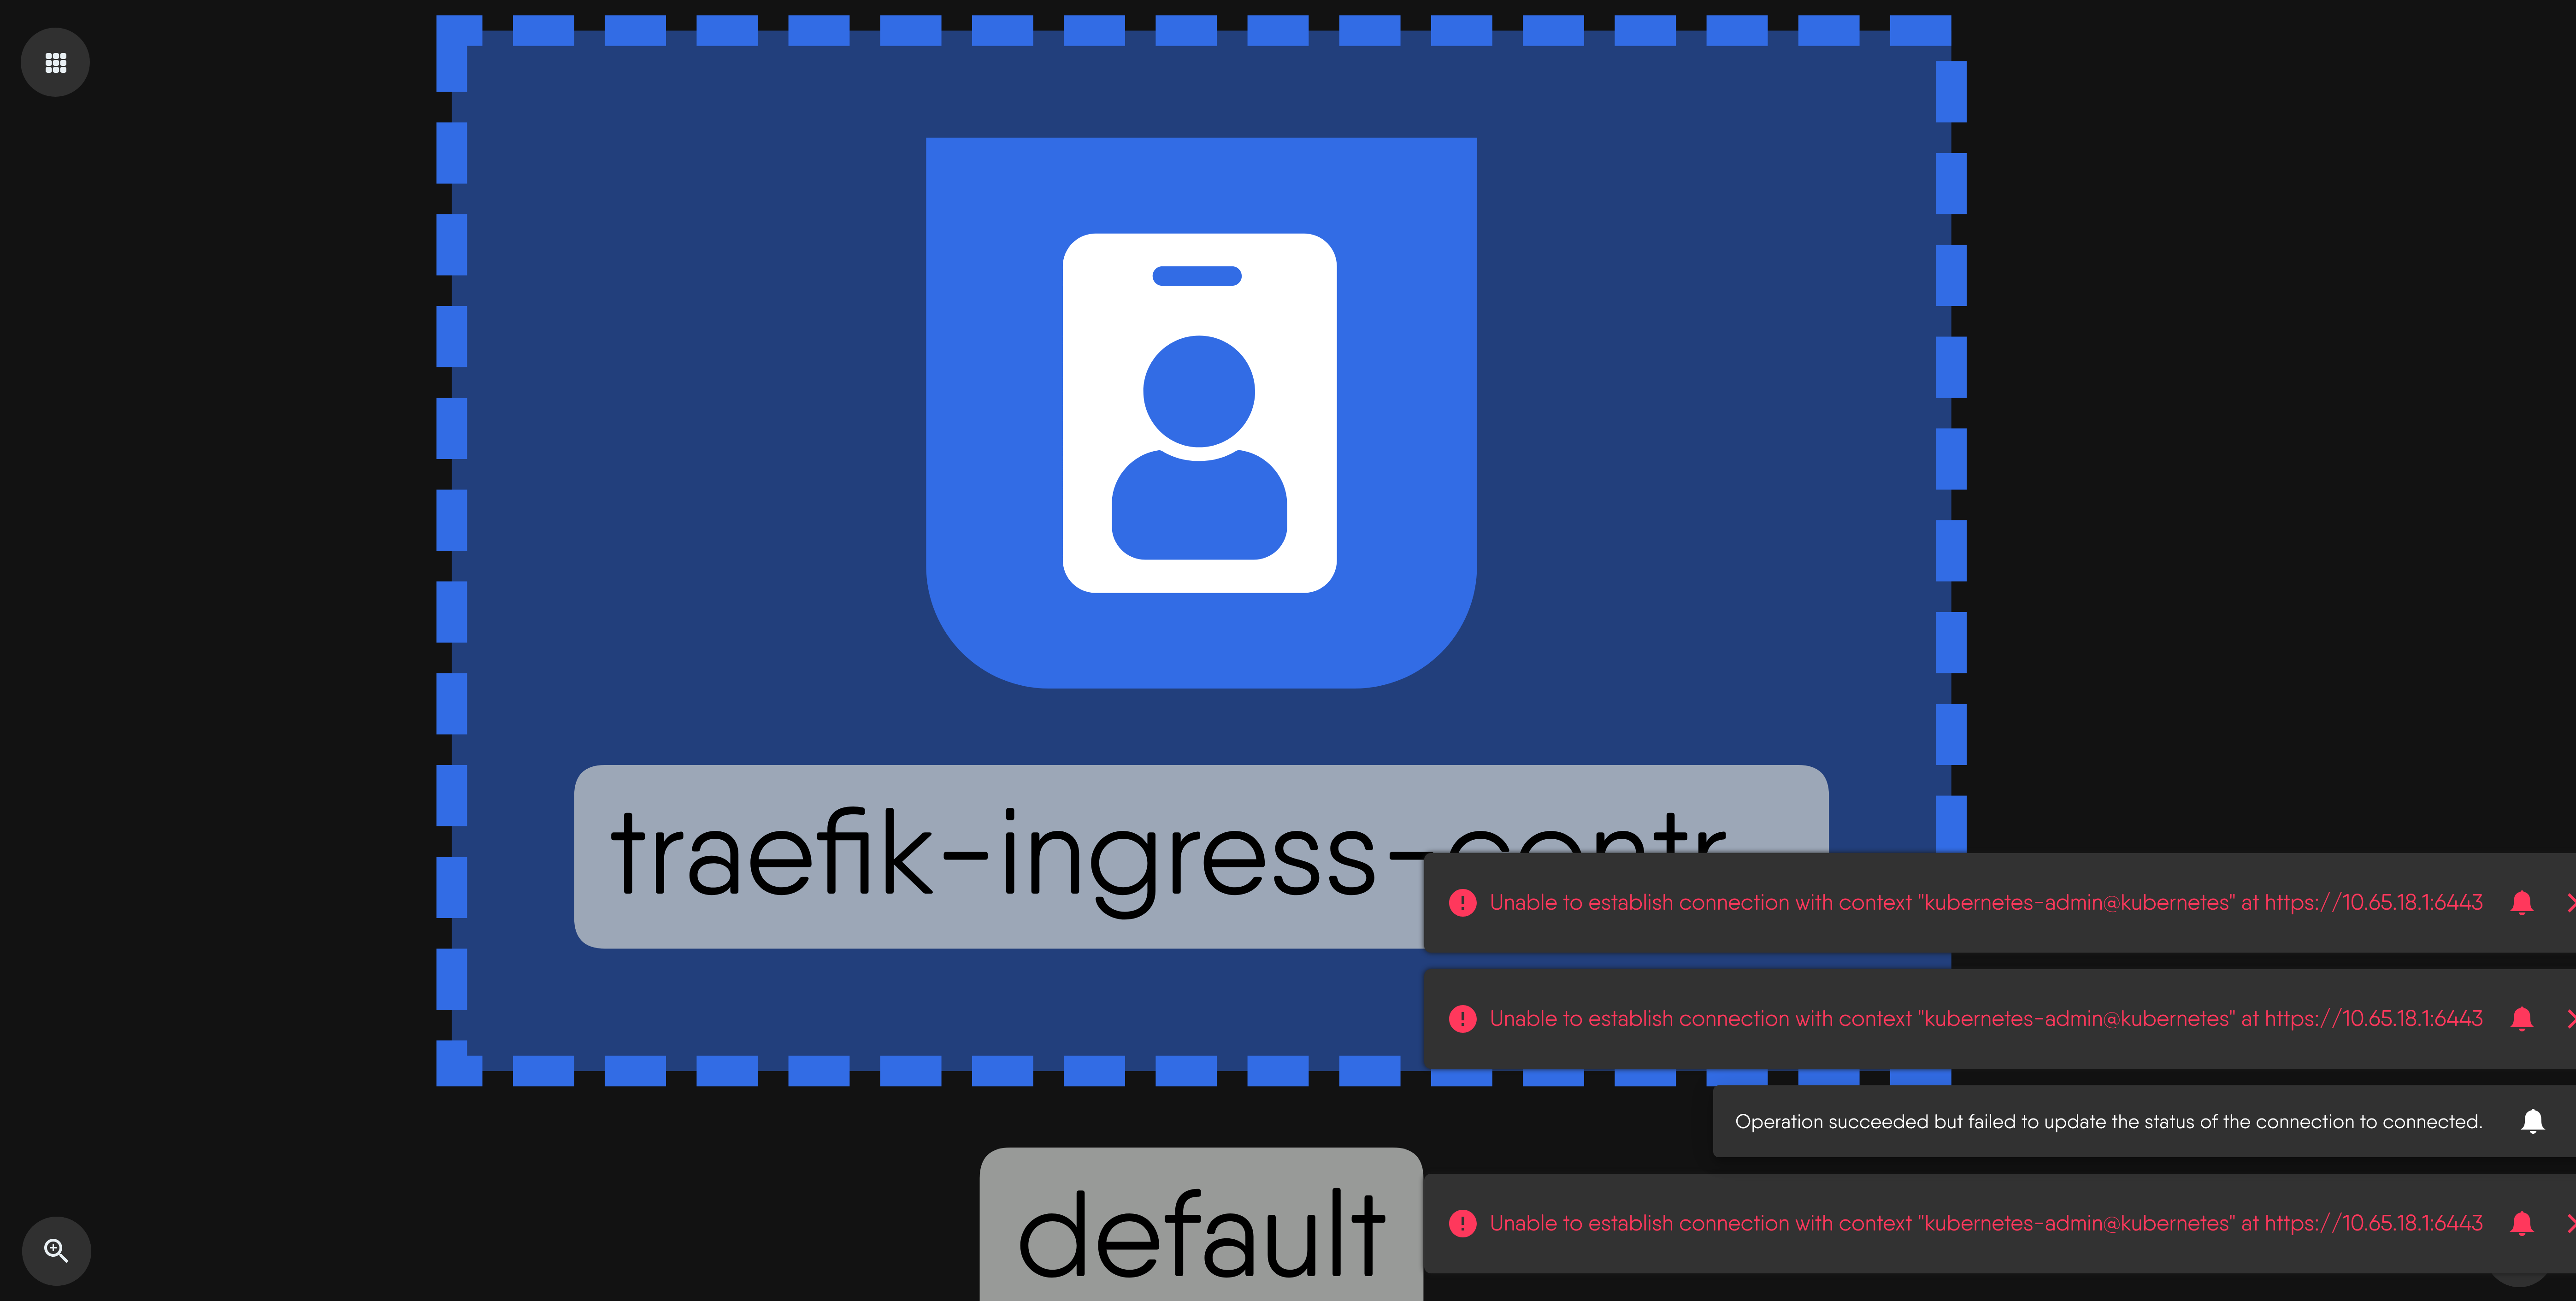 traefik-ingress-contr
Unable to establish connection with context "kubernetes-admin@kubernetes" at https://10.65.18.1:6443
Unable to establish connection with context "kubernetes-admin@kubernetes" at https://10.65.18.1:6443
Operation succeeded but failed to update the status of the connection to connected.
default
Unable to establish connection with context "kubernetes-admin@kubernetes" at https://10.65.18.1:6443